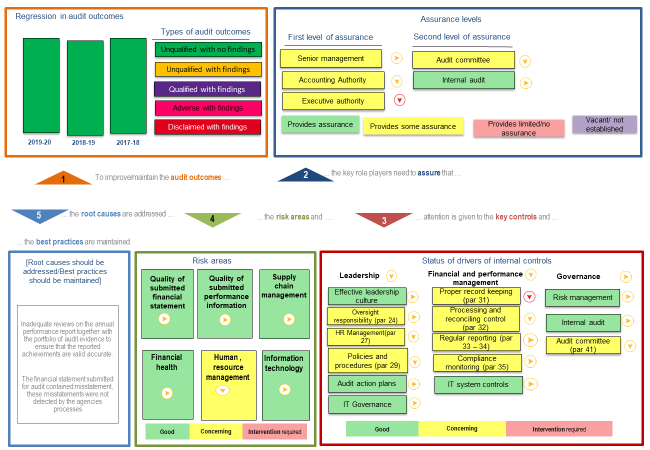 Regression in audit outcomes
Types of audit outcomes
Unqualified with no findings
Unqualified with findings
Qualified with findings
Adverse with findings
Disclaimed with findings
2019-20
2018-19
2017-18
Assurance levels
First level of assurance
Second level of assurance
Senior management
Accounting Authority
Executive authority
Audit committee
Internal audit
Provides assurance
Provides some assurance
Provides limited/no
assurance
Vacant/ not
established
1
To improve/maintain the audit outcomes …
2
… the key role players need to assure that …
5
… the root causes are addressed …
4
… the risk areas and …
3
… attention is given to the key controls and …
… the best practices are maintained.
[Root causes should be
addressed/Best practices
should be maintained]
Inadequate reviews on the annual
performance report together with
the portfolio of audit evidence to
ensure that the reported
achievements are valid accurate.
The financial statement submitted
for audit contained misstatement,
these misstatements were not
detected by the agencies
processes
Risk areas
Quality of
submitted
financial
statement
Quality of
submitted
performance
information
Supply
chain
management
Financial
health
Human ,
resource
management
Information
technology
Good
Concerning
Intervention required
Status of drivers of internal controls
Leadership
Effective leadership
culture
Oversight
responsibility (par 24)
HR Management(par
27)
Policies and
procedures (par 29)
Audit action plans
IT Governance
Financial and performance
management
Proper record keeping
(par 31)
Processing and
reconciling control
(par 32)
Regular reporting (par
33 – 34)
Compliance
monitoring (par 35)
IT system controls
Governance
Risk management
Internal audit
Audit committee
(par 41)
Good
Concerning
Intervention required